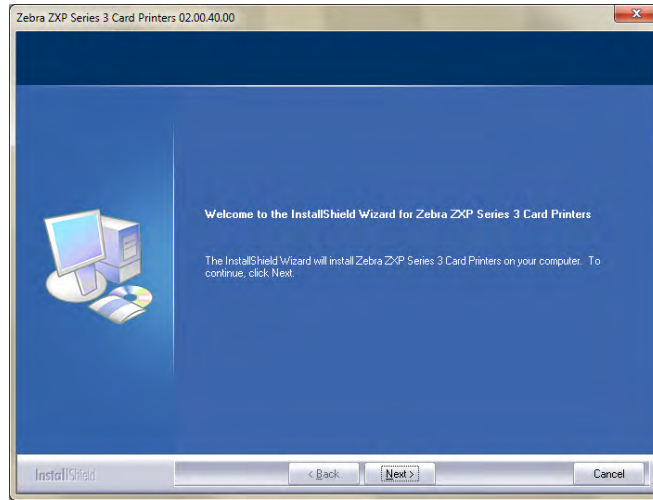 Zebra ZXP Series 3 Card Printers 02.00.40.00
Welcome to the InstallShield Wizard for Zebra ZXP Series 3 Card Printers
The InstallShield Wizard will install Zebra ZXP Series 3 Card Printers on your computer. To
continue, click Next.
InstallShield
< Back
Next >
Cancel